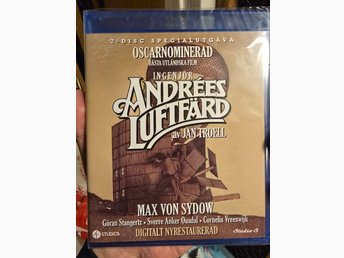 2-DISC SPECIALUTGÅVA
OSCARNOMINERAD
BÄSTA UTLÄNDSKA FILM
INGENJÖR
ANDRÉES
LUFTFÄRD
av JAN TROELL
MAX VON SYDOW
Göran Stangertz • Sverre Anker Ousdal • Cornelis Vreeswijk
DIGITALT NYRESTAURERAD
STUDIOS
Studio S